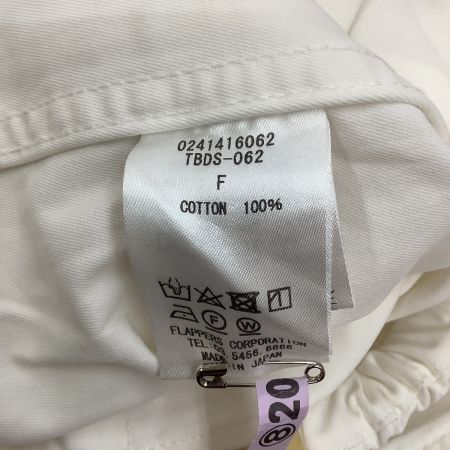 0241416062
TBDS-062
F
COTTON 100%
F W
FLAPPERS CORPORATION
TEL:03.5456.6866
MADE IN JAPAN
⑧20